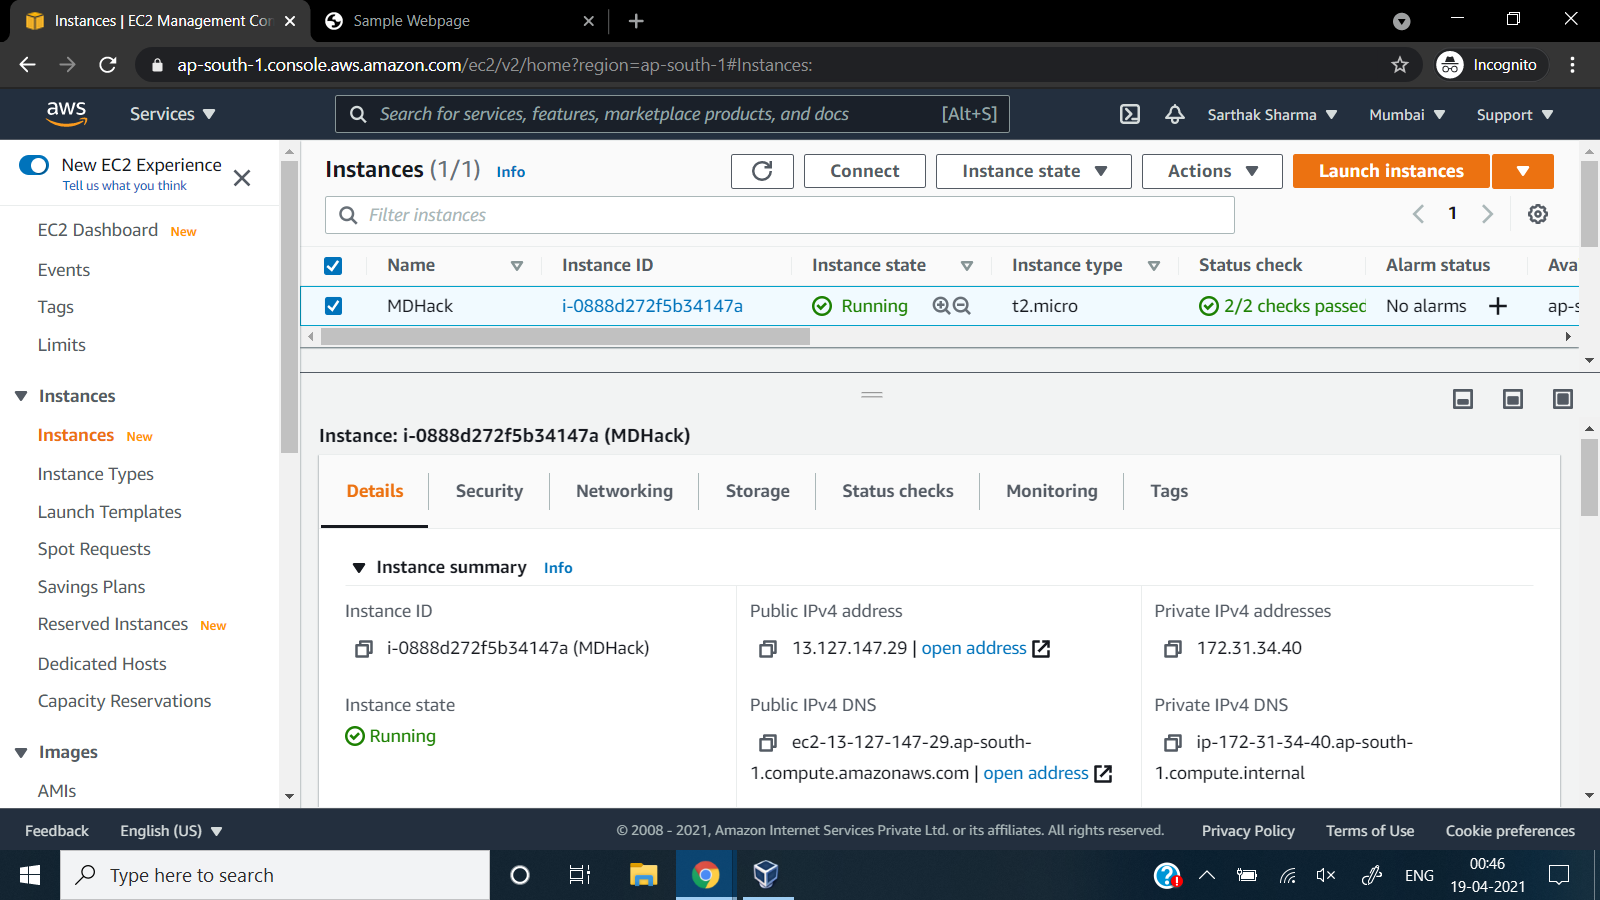 Instances | EC2 Management Con
Sample Webpage
ap-south-1.console.aws.amazon.com/ec2/v2/home?region=ap-south-1#Instances:
Incognito
aws
Services
Search for services, features, marketplace products, and docs
[Alt+S]
Sarthak Sharma
Mumbai
Support
New EC2 Experience
Tell us what you think
EC2 Dashboard New
Events
Tags
Limits
Instances
Instances New
Instance Types
Launch Templates
Spot Requests
Savings Plans
Reserved Instances New
Dedicated Hosts
Capacity Reservations
Images
AMIs
Instances (1/1) Info
Connect
Instance state
Actions
Launch instances
Filter instances
1
Name
Instance ID
Instance state
Instance type
Status check
Alarm status
Ava
MDHack
i-0888d272f5b34147a
Running
t2.micro
2/2 checks passed
No alarms
ap-s
Instance: i-0888d272f5b34147a (MDHack)
Details
Security
Networking
Storage
Status checks
Monitoring
Tags
Instance summary Info
Instance ID
i-0888d272f5b34147a (MDHack)
Public IPv4 address
13.127.147.29 | open address
Private IPv4 addresses
172.31.34.40
Instance state
Running
Public IPv4 DNS
ec2-13-127-147-29.ap-south-
1.compute.amazonaws.com | open address
Private IPv4 DNS
ip-172-31-34-40.ap-south-
1.compute.internal
Feedback
English (US)
© 2008 - 2021, Amazon Internet Services Private Ltd. or its affiliates. All rights reserved.
Privacy Policy
Terms of Use
Cookie preferences
Type here to search
ENG
00:46
19-04-2021